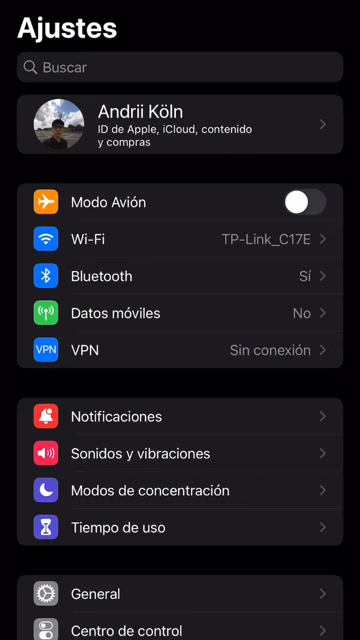 Ajustes
Buscar
Andrii Köln
ID de Apple, iCloud, contenido
y compras
Modo Avión
Wi-Fi TP-Link_C17E
Bluetooth Sí
Datos móviles No
VPN VPN Sin conexión
Notificaciones
Sonidos y vibraciones
Modos de concentración
Tiempo de uso
General
Centro de control